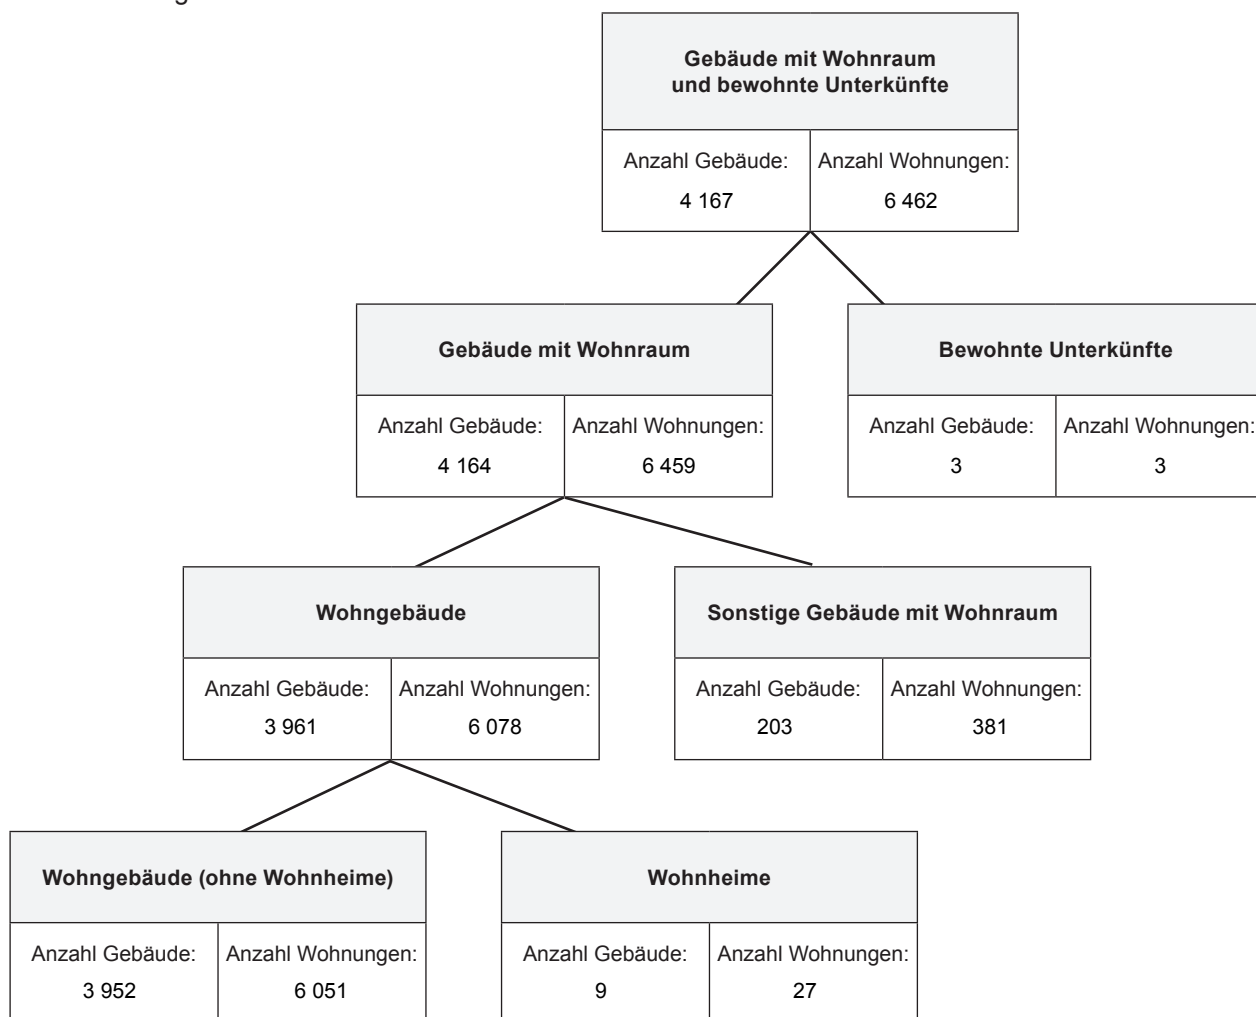 Gebäude mit Wohnraum
und bewohnte Unterkünfte
Anzahl Gebäude: Anzahl Wohnungen:
4 167 6 462
Gebäude mit Wohnraum
Anzahl Gebäude: Anzahl Wohnungen:
4 164 6 459
Bewohnte Unterkünfte
Anzahl Gebäude: Anzahl Wohnungen:
3 3
Wohngebäude
Anzahl Gebäude: Anzahl Wohnungen:
3 961 6 078
Sonstige Gebäude mit Wohnraum
Anzahl Gebäude: Anzahl Wohnungen:
203 381
Wohngebäude (ohne Wohnheime)
Anzahl Gebäude: Anzahl Wohnungen:
3 952 6 051
Wohnheime
Anzahl Gebäude: Anzahl Wohnungen:
9 27